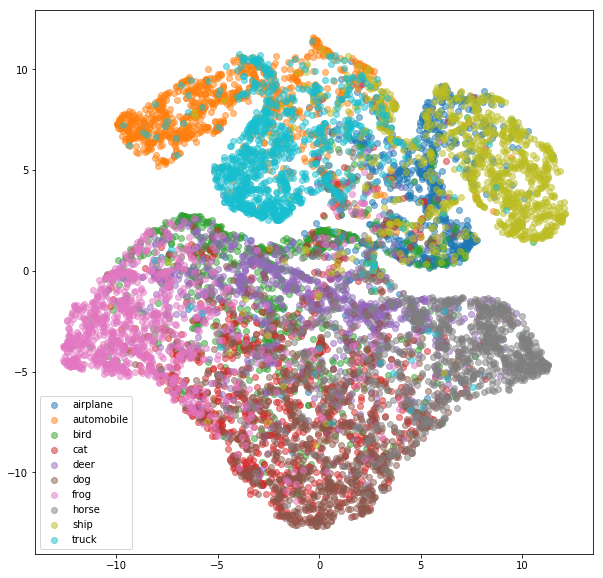 10
5
0
−5
−10
airplane
automobile
bird
cat
deer
dog
frog
horse
ship
truck
−10 −5 0 5 10